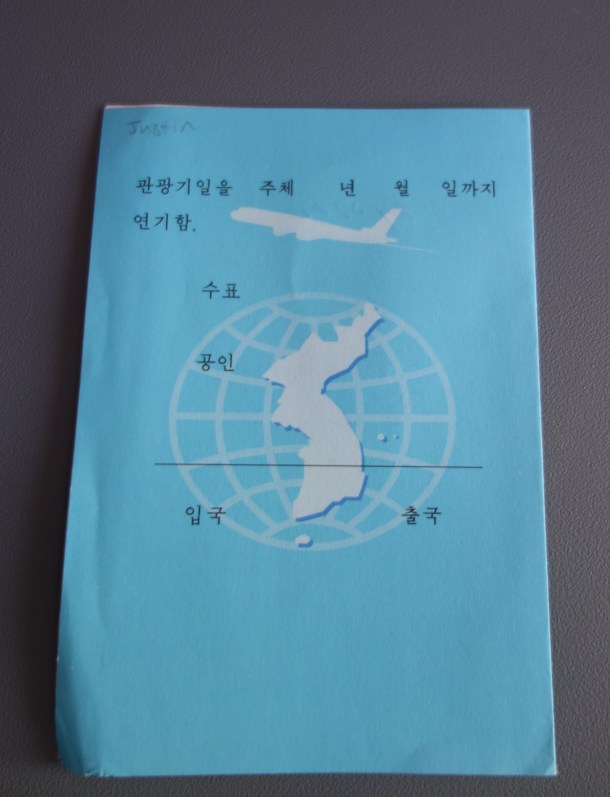 Justin
관광기일을 주체 년 월 일까지
연기함.
수표
공인
입국 출국